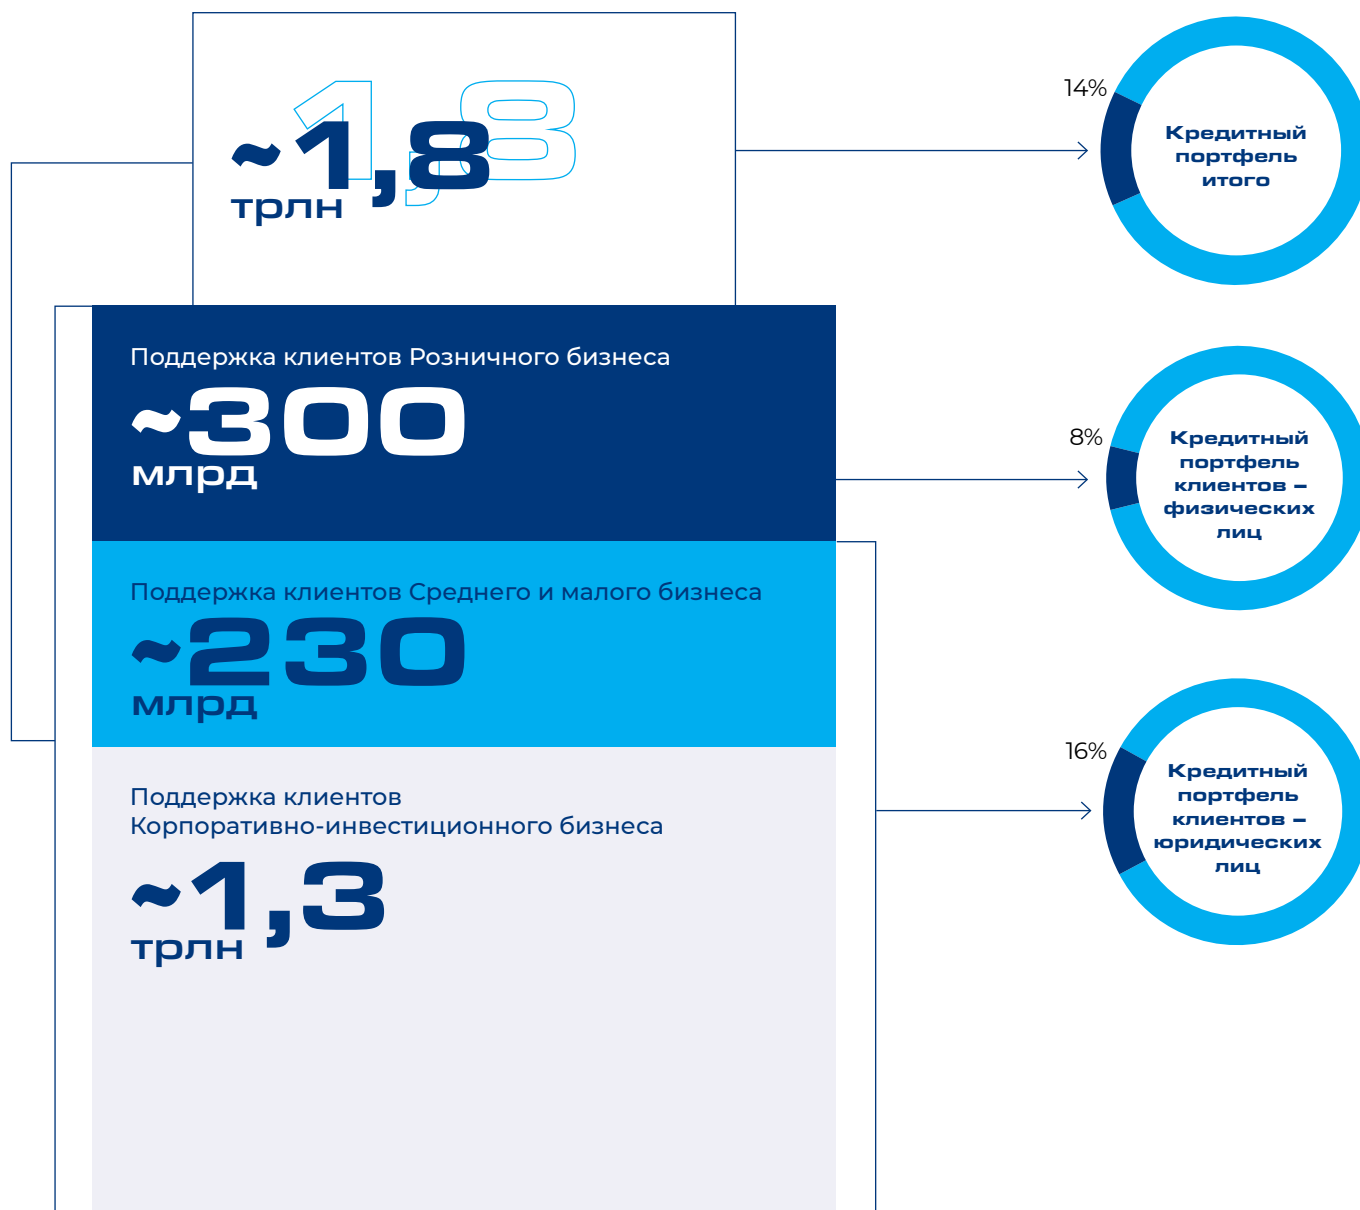 ~1,8
трлн
14%
Кредитный
портфель
итого
Поддержка клиентов Розничного бизнеса
~300
млрд
8%
Кредитный
портфель
клиентов –
физических
лиц
Поддержка клиентов Среднего и малого бизнеса
~230
млрд
Поддержка клиентов
Корпоративно-инвестиционного бизнеса
~1,3
трлн
16%
Кредитный
портфель
клиентов –
юридических
лиц